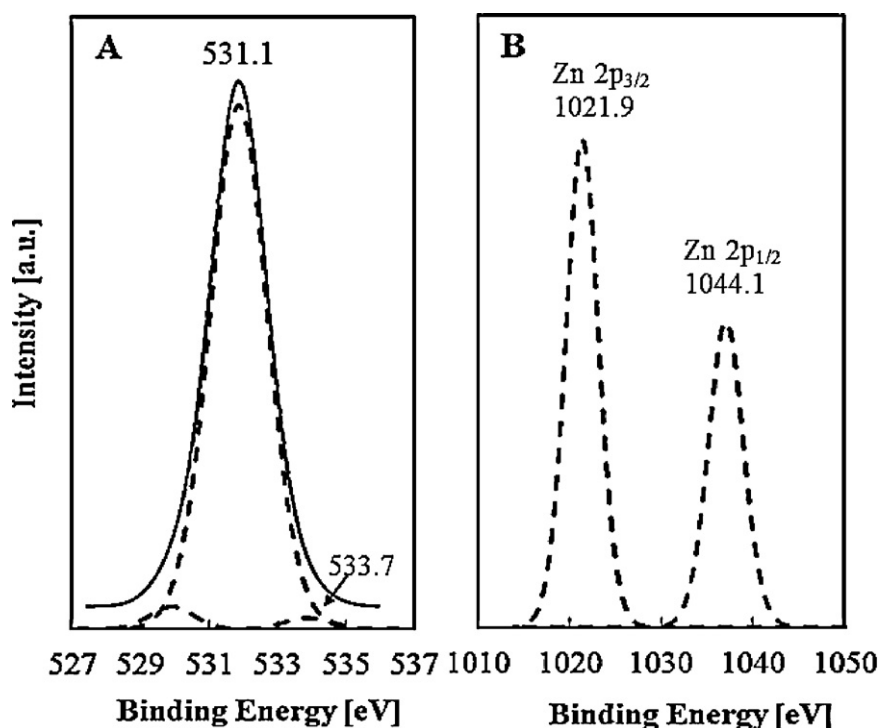 A
531.1
533.7
Intensity [a.u.]
527 529 531 533 535 537
Binding Energy [eV]
B
Zn 2p3/2
1021.9
Zn 2p1/2
1044.1
1010 1020 1030 1040 1050
Binding Energy [eV]